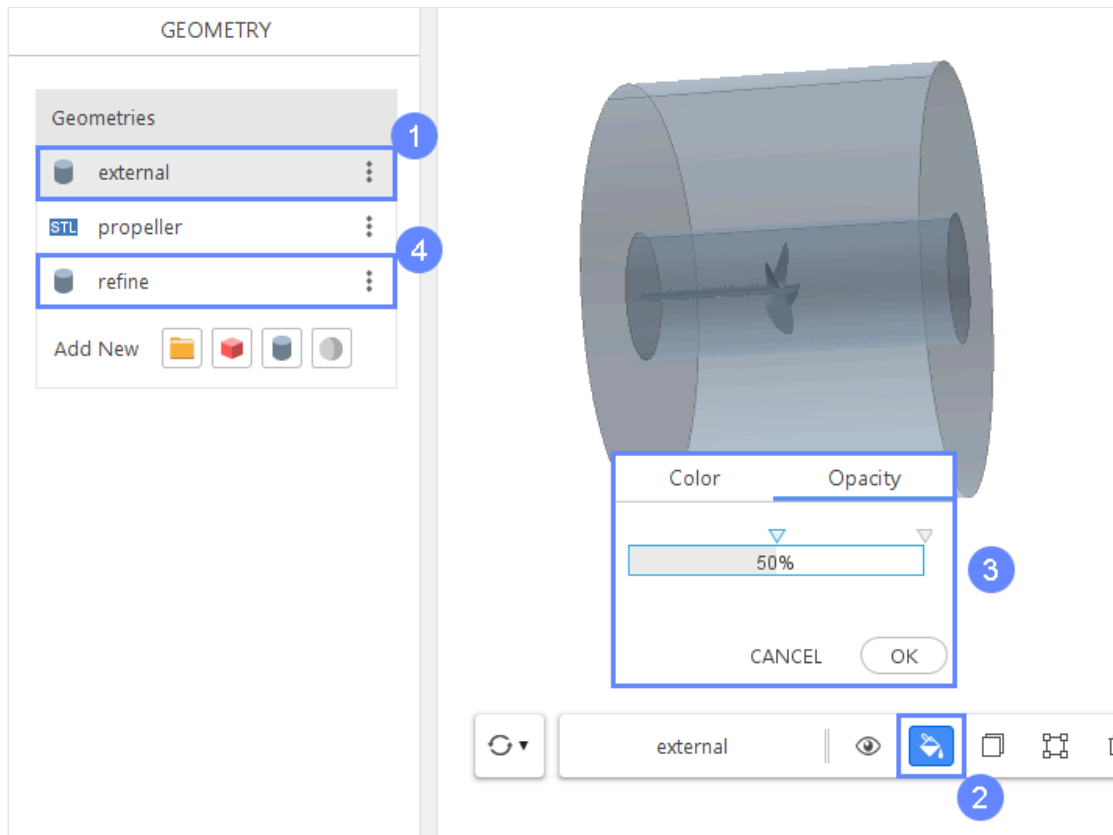 GEOMETRY
Geometries
1
external
STL propeller
4
refine
Add New
Color Opacity
50%
3
CANCEL OK
external
2